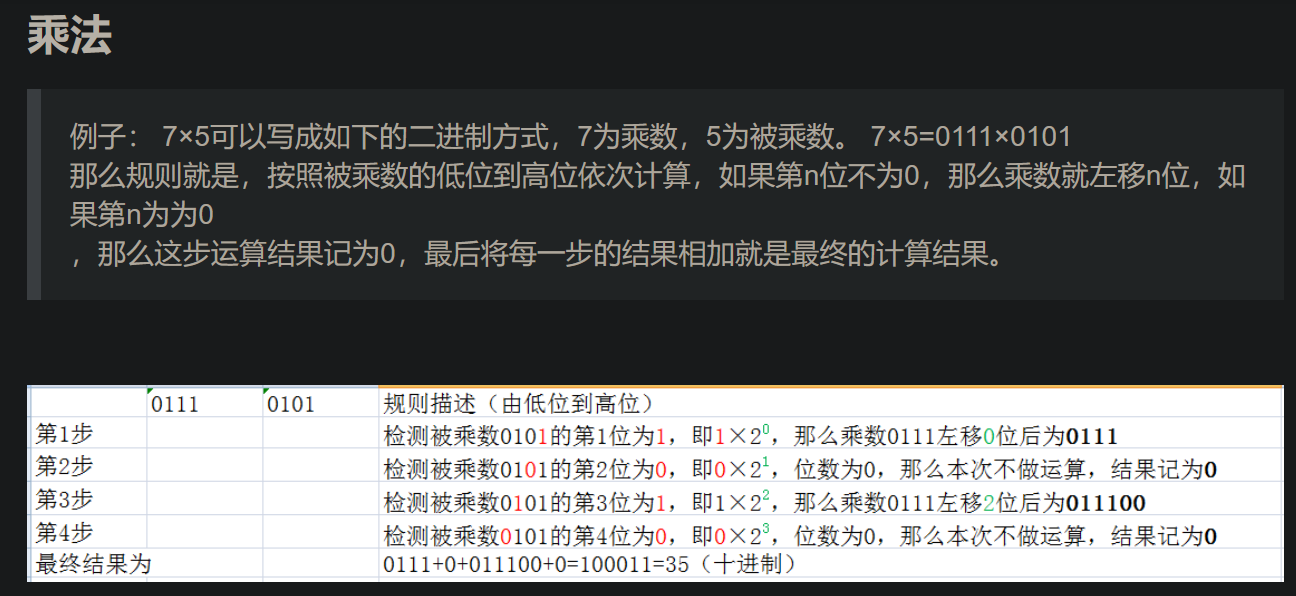 乘法
例子： 7×5可以写成如下的二进制方式，7为乘数，5为被乘数。 7×5=0111×0101
那么规则就是，按照被乘数的低位到高位依次计算，如果第n位不为0，那么乘数就左移n位，如
果第n为为0
，那么这步运算结果记为0，最后将每一步的结果相加就是最终的计算结果。
0111 0101 规则描述（由低位到高位）
第1步 检测被乘数0101的第1位为1，即1×2⁰，那么乘数0111左移0位后为0111
第2步 检测被乘数0101的第2位为0，即0×2¹，位数为0，那么本次不做运算，结果记为0
第3步 检测被乘数0101的第3位为1，即1×2²，那么乘数0111左移2位后为011100
第4步 检测被乘数0101的第4位为0，即0×2³，位数为0，那么本次不做运算，结果记为0
最终结果为 0111+0+011100+0=100011=35（十进制）